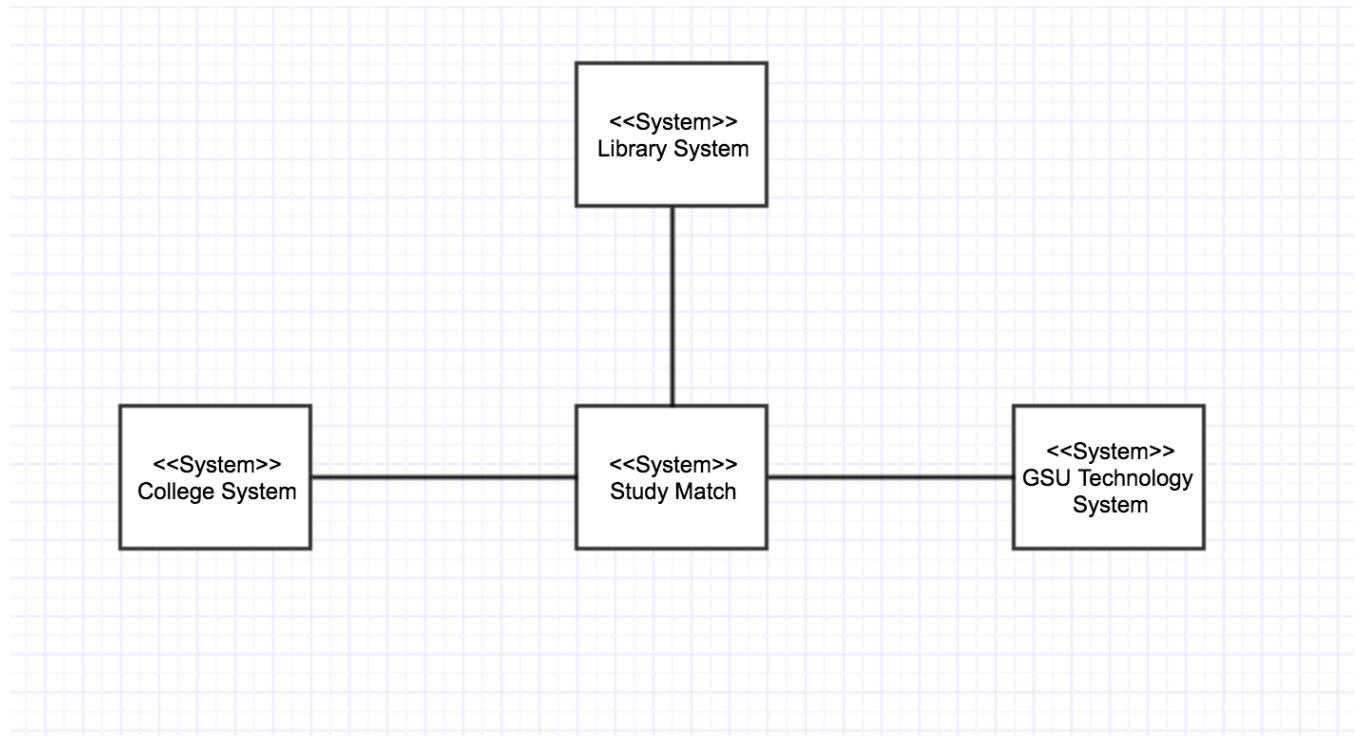 <<System>>
Library System
<<System>>
College System
<<System>>
Study Match
<<System>>
GSU Technology
System